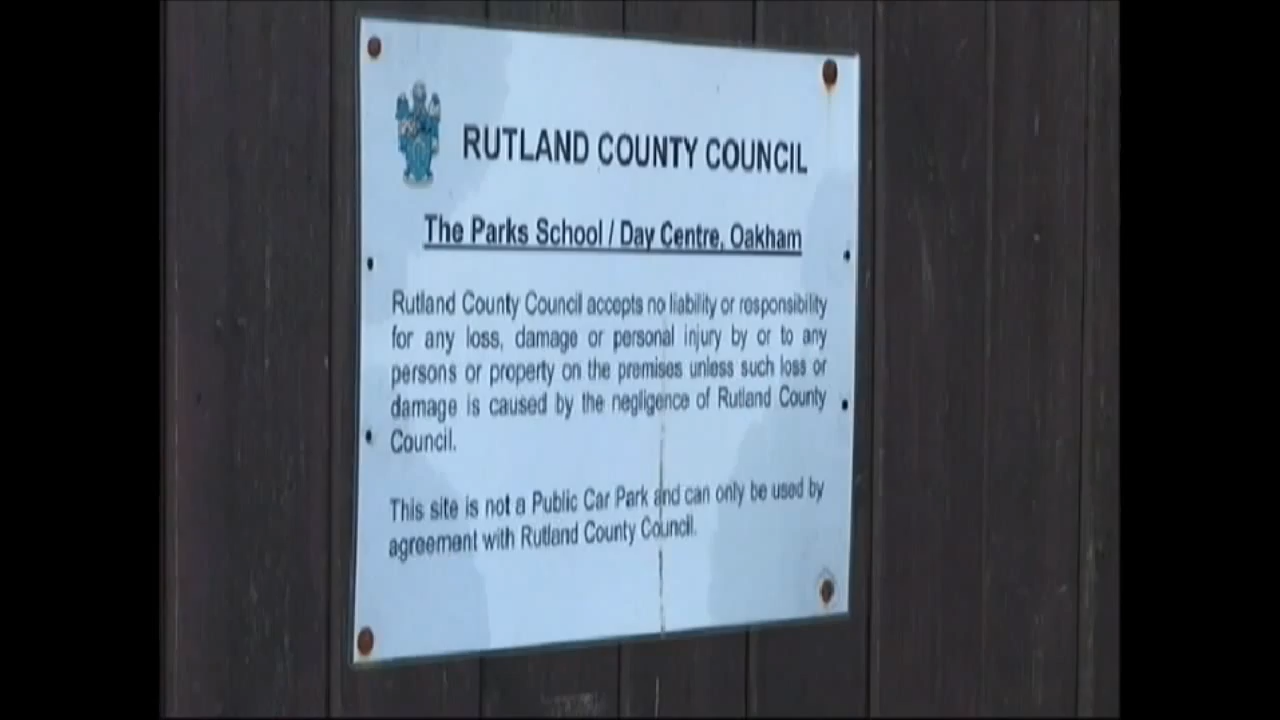 RUTLAND COUNTY COUNCIL
The Parks School / Day Centre, Oakham
Rutland County Council accepts no liability or responsibility
for any loss, damage or personal injury by or to any
persons or property on the premises unless such loss or
damage is caused by the negligence of Rutland County
Council.
This site is not a Public Car Park and can only be used by
agreement with Rutland County Council.